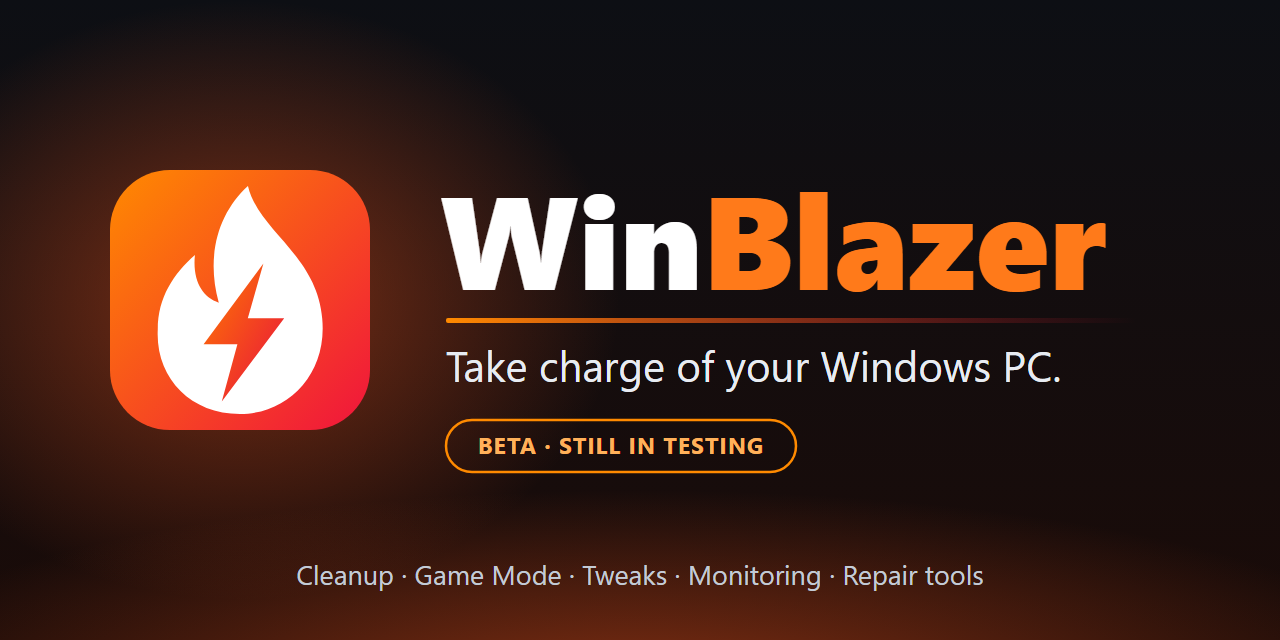 WinBlazer
Take charge of your Windows PC.
BETA · STILL IN TESTING
Cleanup · Game Mode · Tweaks · Monitoring · Repair tools